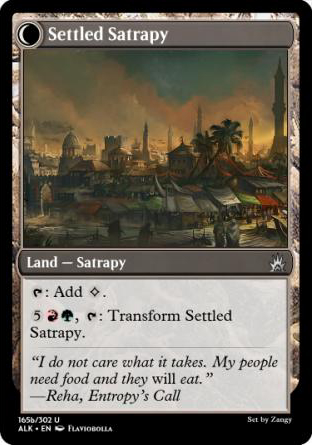 Settled Satrapy
Land — Satrapy
: Add .
5 , : Transform Settled
Satrapy.
“I do not care what it takes. My people
need food and they will eat.”
—Reha, Entropy's Call
165b/302 U
Set by Zangy
ALK • EN Flaviobolla